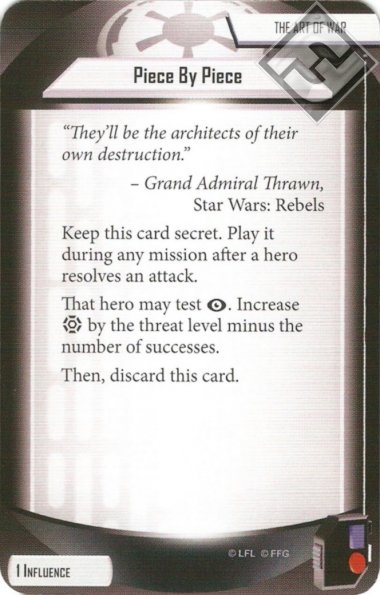 THE ART OF WAR
Piece By Piece
“They’ll be the architects of their
own destruction.”
– Grand Admiral Thrawn,
Star Wars: Rebels
Keep this card secret. Play it
during any mission after a hero
resolves an attack.
That hero may test . Increase
by the threat level minus the
number of successes.
Then, discard this card.
© LFL © FFG
1 Influence